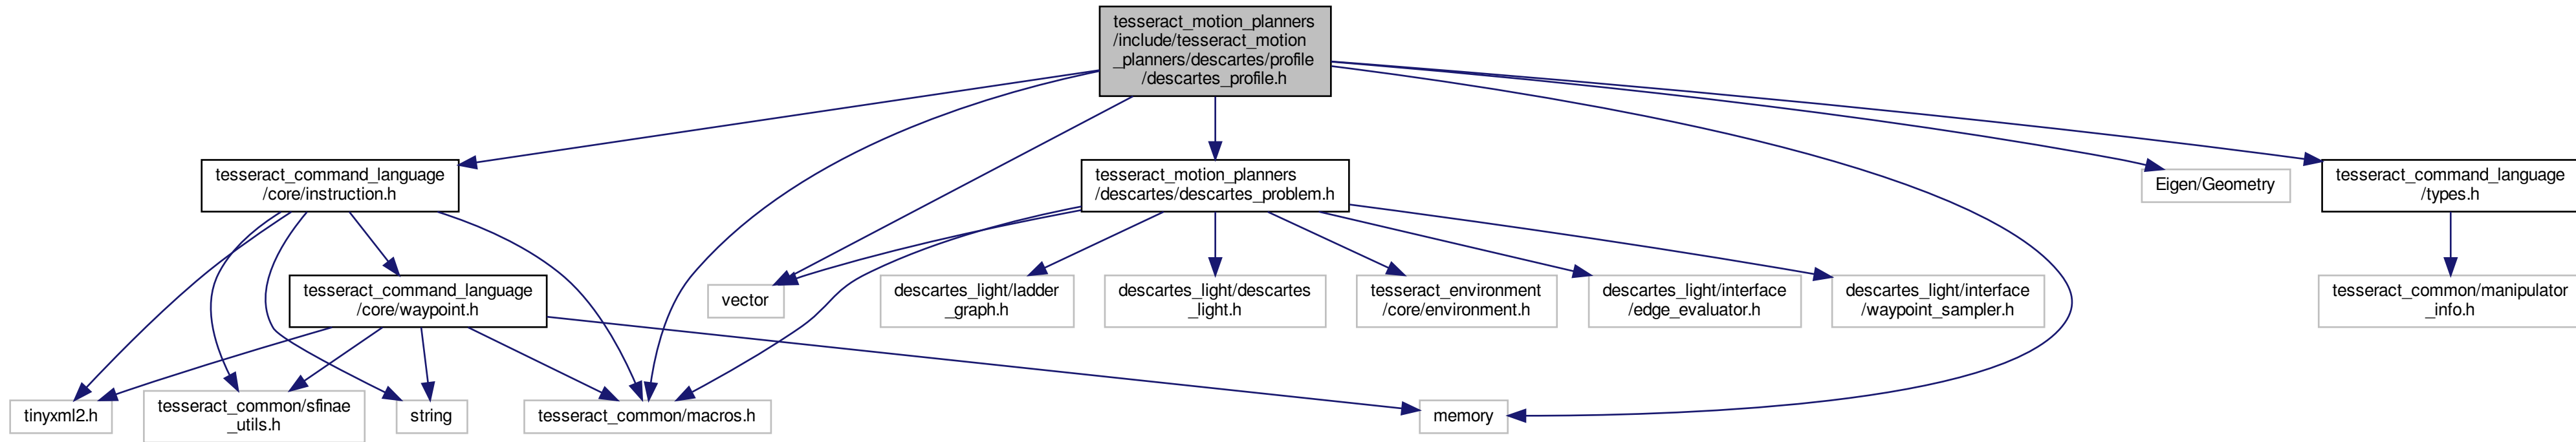 tesseract_motion_planners
/include/tesseract_motion
_planners/descartes/profile
/descartes_profile.h
tesseract_command_language
/core/instruction.h
tesseract_motion_planners
/descartes/descartes_problem.h
Eigen/Geometry
tesseract_command_language
/types.h
tesseract_command_language
/core/waypoint.h
vector
descartes_light/ladder
_graph.h
descartes_light/descartes
_light.h
tesseract_environment
/core/environment.h
descartes_light/interface
/edge_evaluator.h
descartes_light/interface
/waypoint_sampler.h
tesseract_common/manipulator
_info.h
tinyxml2.h
tesseract_common/sfinae
_utils.h
string
tesseract_common/macros.h
memory